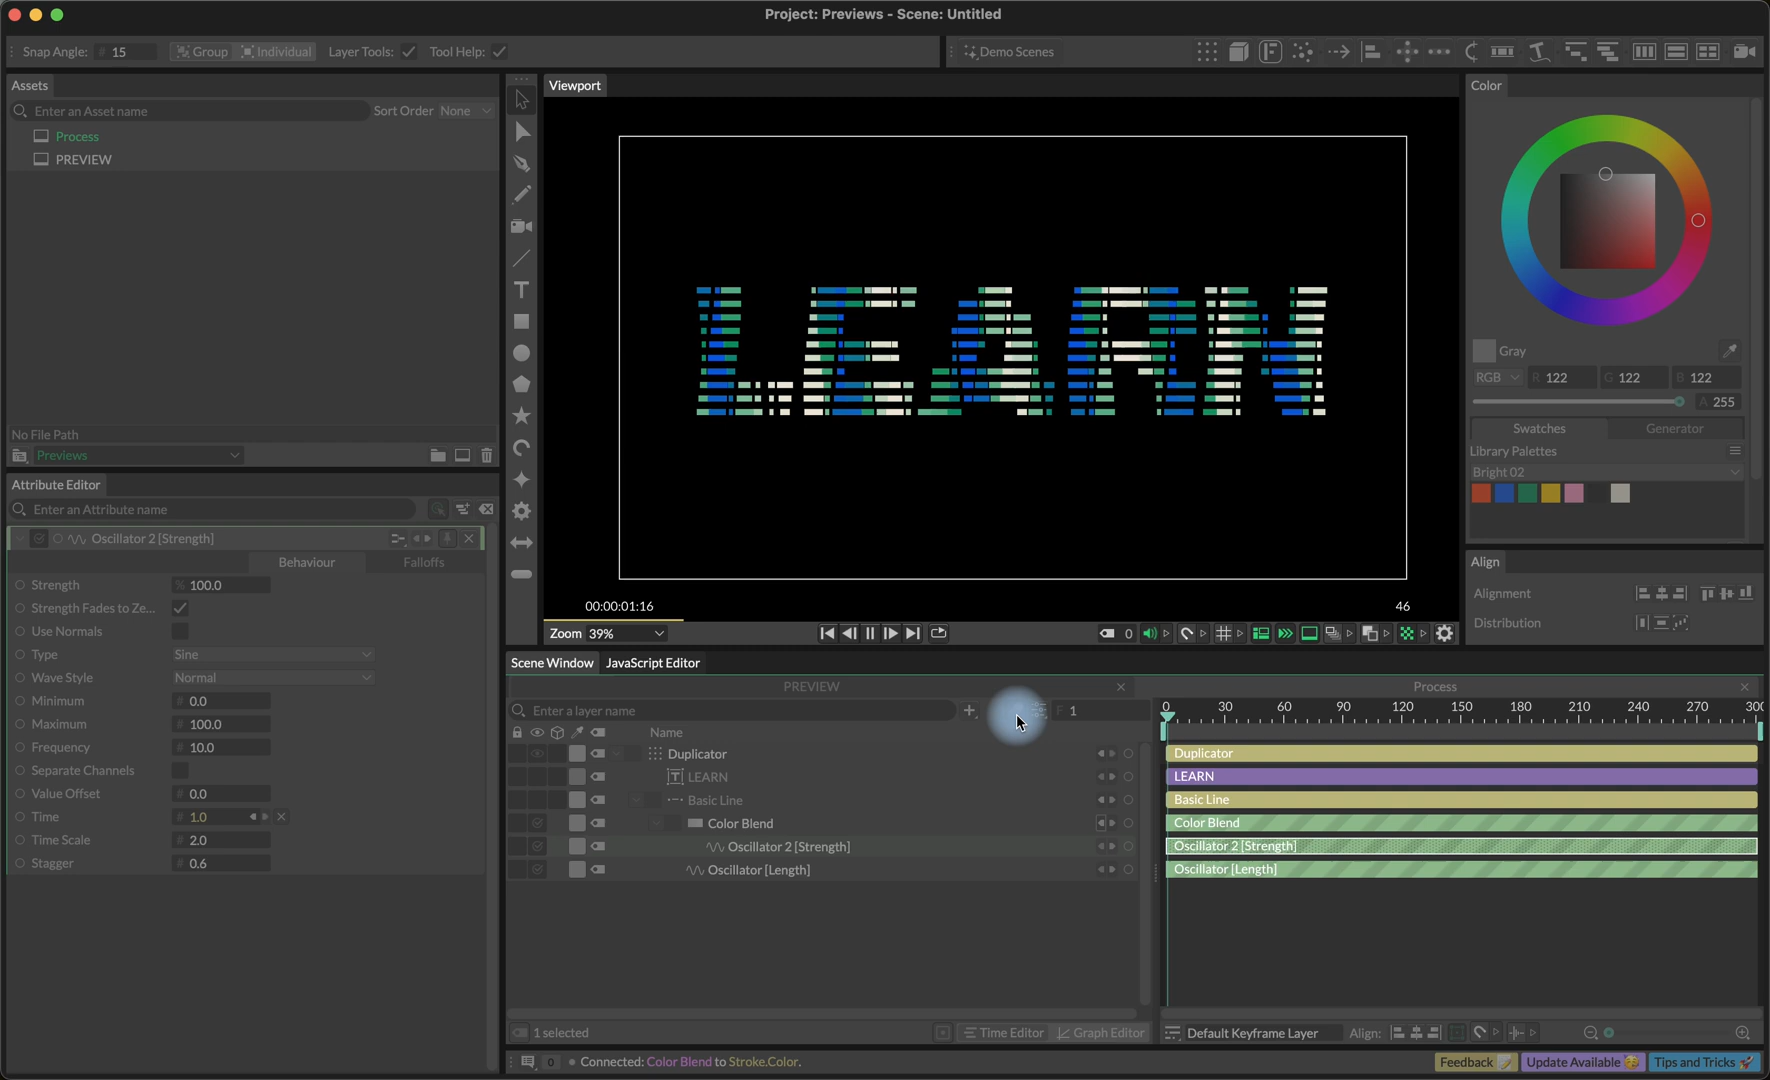 Project: Previews - Scene: Untitled
Snap Angle: # 15 Group Individual Layer Tools: Tool Help: Demo Scenes
Assets
Enter an Asset name Sort Order None
Process
PREVIEW
No File Path
Previews
Attribute Editor
Enter an Attribute name
Oscillator 2 [Strength]
Behaviour Falloffs
Strength % 100.0
Strength Fades to Ze...
Use Normals
Type Sine
Wave Style Normal
Minimum # 0.0
Maximum # 100.0
Frequency # 10.0
Separate Channels
Value Offset # 0.0
Time # 1.0
Time Scale # 2.0
Stagger # 0.6
Viewport
LEARN
00:00:01:16 46
Zoom 39% 0
Color
Gray
RGB R 122 G 122 B 122
A 255
Swatches Generator
Library Palettes
Bright 02
Align
Alignment
Distribution
Scene Window JavaScript Editor
PREVIEW Process
Enter a layer name F 1
0 30 60 90 120 150 180 210 240 270 300
Name
Duplicator Duplicator
LEARN LEARN
Basic Line Basic Line
Color Blend Color Blend
Oscillator 2 [Strength] Oscillator 2 [Strength]
Oscillator [Length] Oscillator [Length]
1 selected Time Editor Graph Editor Default Keyframe Layer Align:
0 Connected: Color Blend to Stroke.Color. Feedback Update Available Tips and Tricks